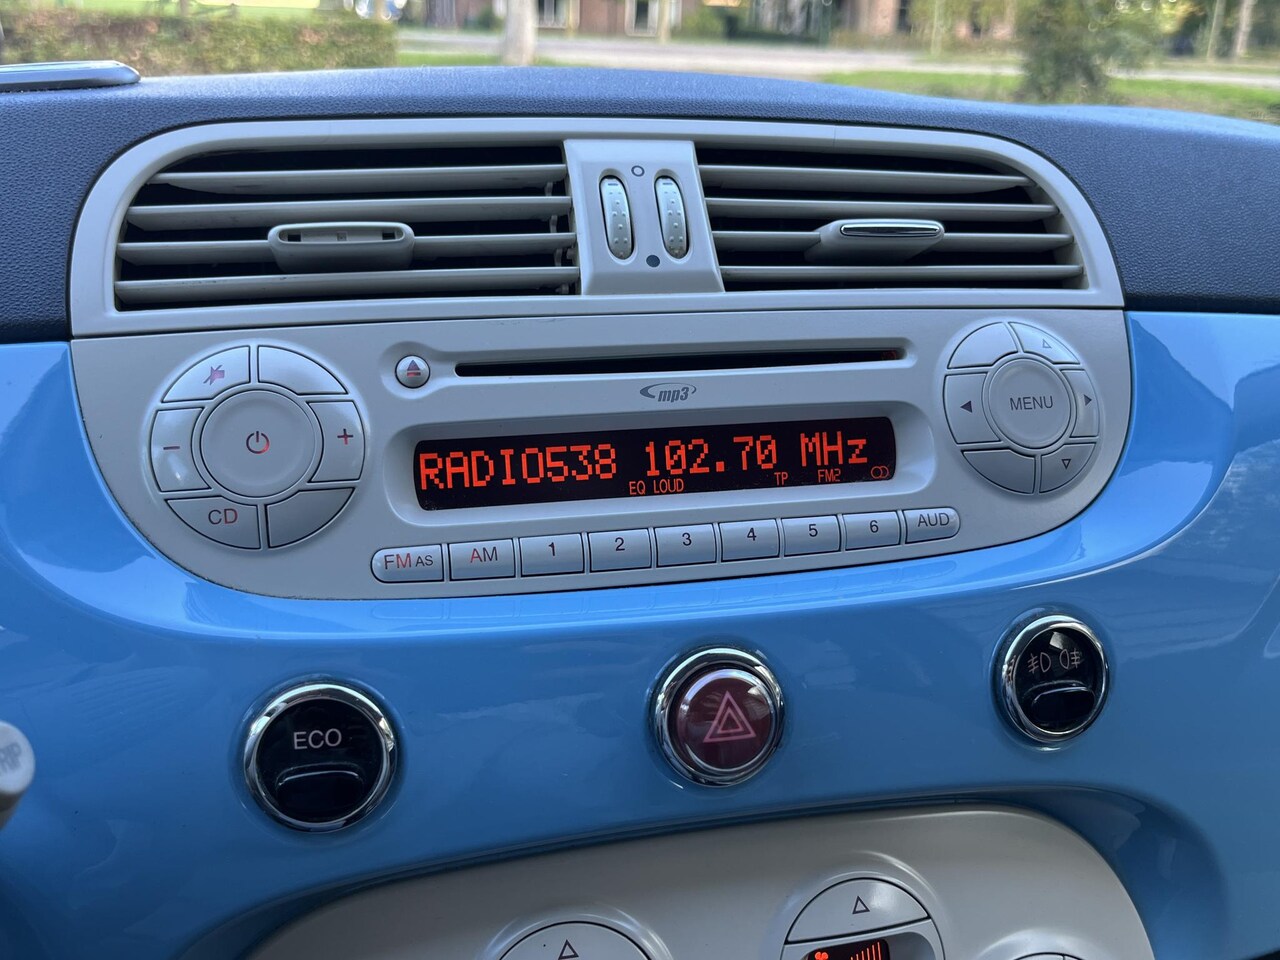 mp3
RADIO538 102.70 MHz
EQ LOUD TP FM2
MENU
CD
FM AS AM 1 2 3 4 5 6 AUD
ECO